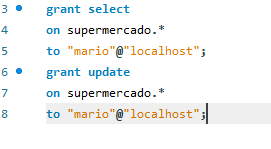 3 grant select
4 on supermercado.*
5 to "mario"@"localhost";
6 grant update
7 on supermercado.*
8 to "mario"@"localhost";